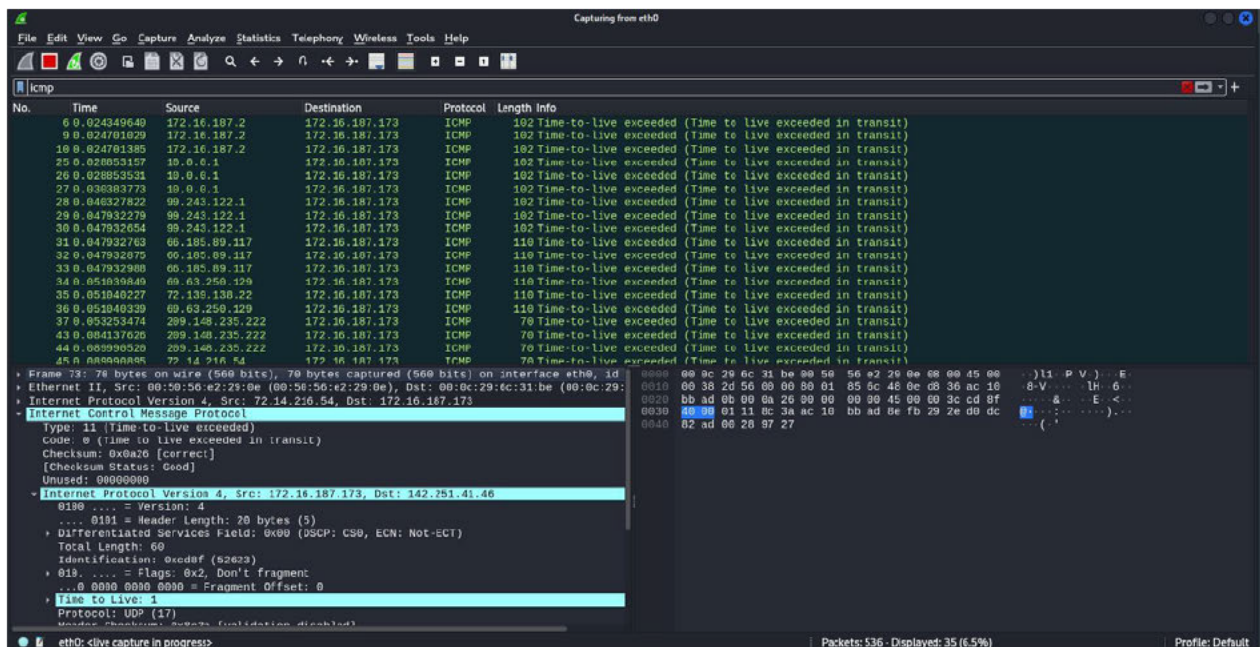 Capturing from eth0
File Edit View Go Capture Analyze Statistics Telephony Wireless Tools Help
icmp
No. Time Source Destination Protocol Length Info
6 0.024349640 172.16.187.2 172.16.187.173 ICMP 102 Time-to-live exceeded (Time to live exceeded in transit)
9 0.024701029 172.16.187.2 172.16.187.173 ICMP 102 Time-to-live exceeded (Time to live exceeded in transit)
10 0.024701385 172.16.187.2 172.16.187.173 ICMP 102 Time-to-live exceeded (Time to live exceeded in transit)
25 0.028853157 10.0.0.1 172.16.187.173 ICMP 102 Time-to-live exceeded (Time to live exceeded in transit)
26 0.028853531 10.0.0.1 172.16.187.173 ICMP 102 Time-to-live exceeded (Time to live exceeded in transit)
27 0.030383773 10.0.0.1 172.16.187.173 ICMP 102 Time-to-live exceeded (Time to live exceeded in transit)
28 0.040327822 99.243.122.1 172.16.187.173 ICMP 102 Time-to-live exceeded (Time to live exceeded in transit)
29 0.047932279 99.243.122.1 172.16.187.173 ICMP 102 Time-to-live exceeded (Time to live exceeded in transit)
30 0.047932654 99.243.122.1 172.16.187.173 ICMP 102 Time-to-live exceeded (Time to live exceeded in transit)
31 0.047932763 66.185.89.117 172.16.187.173 ICMP 110 Time-to-live exceeded (Time to live exceeded in transit)
32 0.047932875 66.185.89.117 172.16.187.173 ICMP 110 Time-to-live exceeded (Time to live exceeded in transit)
33 0.047932988 66.185.89.117 172.16.187.173 ICMP 110 Time-to-live exceeded (Time to live exceeded in transit)
34 0.051039849 69.63.250.129 172.16.187.173 ICMP 110 Time-to-live exceeded (Time to live exceeded in transit)
35 0.051040227 72.139.138.22 172.16.187.173 ICMP 110 Time-to-live exceeded (Time to live exceeded in transit)
36 0.051040339 69.63.250.129 172.16.187.173 ICMP 110 Time-to-live exceeded (Time to live exceeded in transit)
37 0.053253474 209.148.235.222 172.16.187.173 ICMP 70 Time-to-live exceeded (Time to live exceeded in transit)
43 0.084137626 209.148.235.222 172.16.187.173 ICMP 70 Time-to-live exceeded (Time to live exceeded in transit)
44 209.148.235.222 172.16.187.173 ICMP 70 Time-to-live exceeded (Time to live exceeded in transit)
45 0.089990895 72.14.216.54 172.16.187.173 ICMP 70 Time-to-live exceeded (Time to live exceeded in transit)
Frame 73: 70 bytes on wire (560 bits), 70 bytes captured (560 bits) on interface eth0, id
Ethernet II, Src: 00:50:56:e2:29:0e (00:50:56:e2:29:0e), Dst: 00:0c:29:6c:31:be (00:0c:29:
Internet Protocol Version 4, Src: 72.14.216.54, Dst: 172.16.187.173
Internet Control Message Protocol
Type: 11 (Time-to-live exceeded)
Code: 0 (Time to live exceeded in transit)
Checksum: 0x0a26 [correct]
[Checksum Status: Good]
Unused: 00000000
Internet Protocol Version 4, Src: 172.16.187.173, Dst: 142.251.41.46
0100 .... = Version: 4
.... 0101 = Header Length: 20 bytes (5)
Differentiated Services Field: 0x00 (DSCP: CS0, ECN: Not-ECT)
Total Length: 60
Identification: 0xcd8f (52623)
010. .... = Flags: 0x2, Don't fragment
...0 0000 0000 0000 = Fragment Offset: 0
Time to Live: 1
Protocol: UDP (17)
Header Checksum: 0x8c3a [validation disabled]
0000 00 0c 29 6c 31 be 00 50 56 e2 29 0e 08 00 45 00 ··)l1··P V·)···E·
0010 00 38 2d 56 00 00 80 01 85 6c 48 0e d8 36 ac 10 ·8-V···· ·lH··6··
0020 bb ad 0b 00 0a 26 00 00 00 00 45 00 00 3c cd 8f ·····&·· ··E··<··
0030 40 00 01 11 8c 3a ac 10 bb ad 8e fb 29 2e d0 dc @····:·· ····).··
0040 82 ad 00 28 97 27 ···(·'
eth0: <live capture in progress>
Packets: 536 · Displayed: 35 (6.5%)
Profile: Default